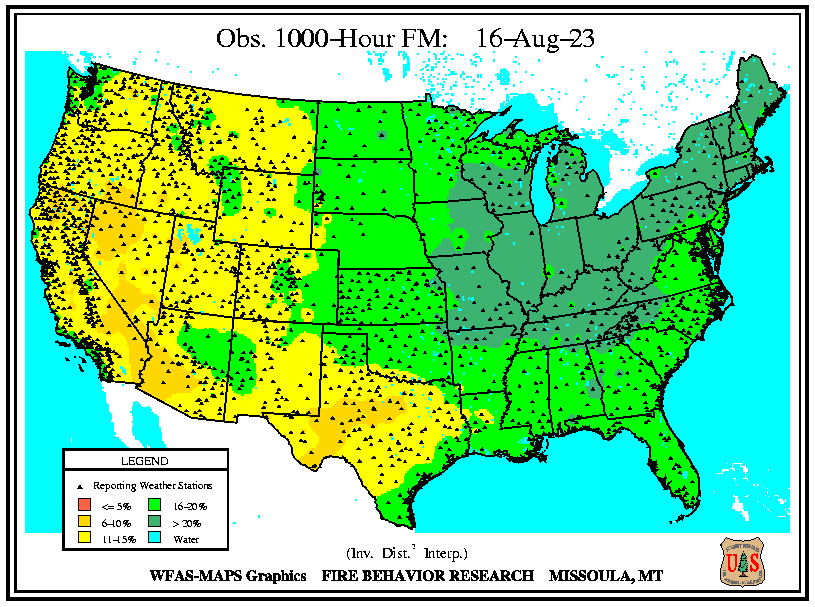 Obs. 1000-Hour FM: 16-Aug-23
LEGEND
Reporting Weather Stations
<= 5%
16-20%
6-10%
> 20%
11-15%
Water
(Inv. Dist.² Interp.)
WFAS-MAPS Graphics FIRE BEHAVIOR RESEARCH MISSOULA, MT
U S